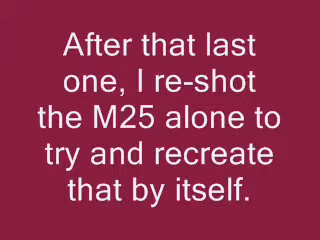 After that last
one, I re-shot
the M25 alone to
try and recreate
that by itself.